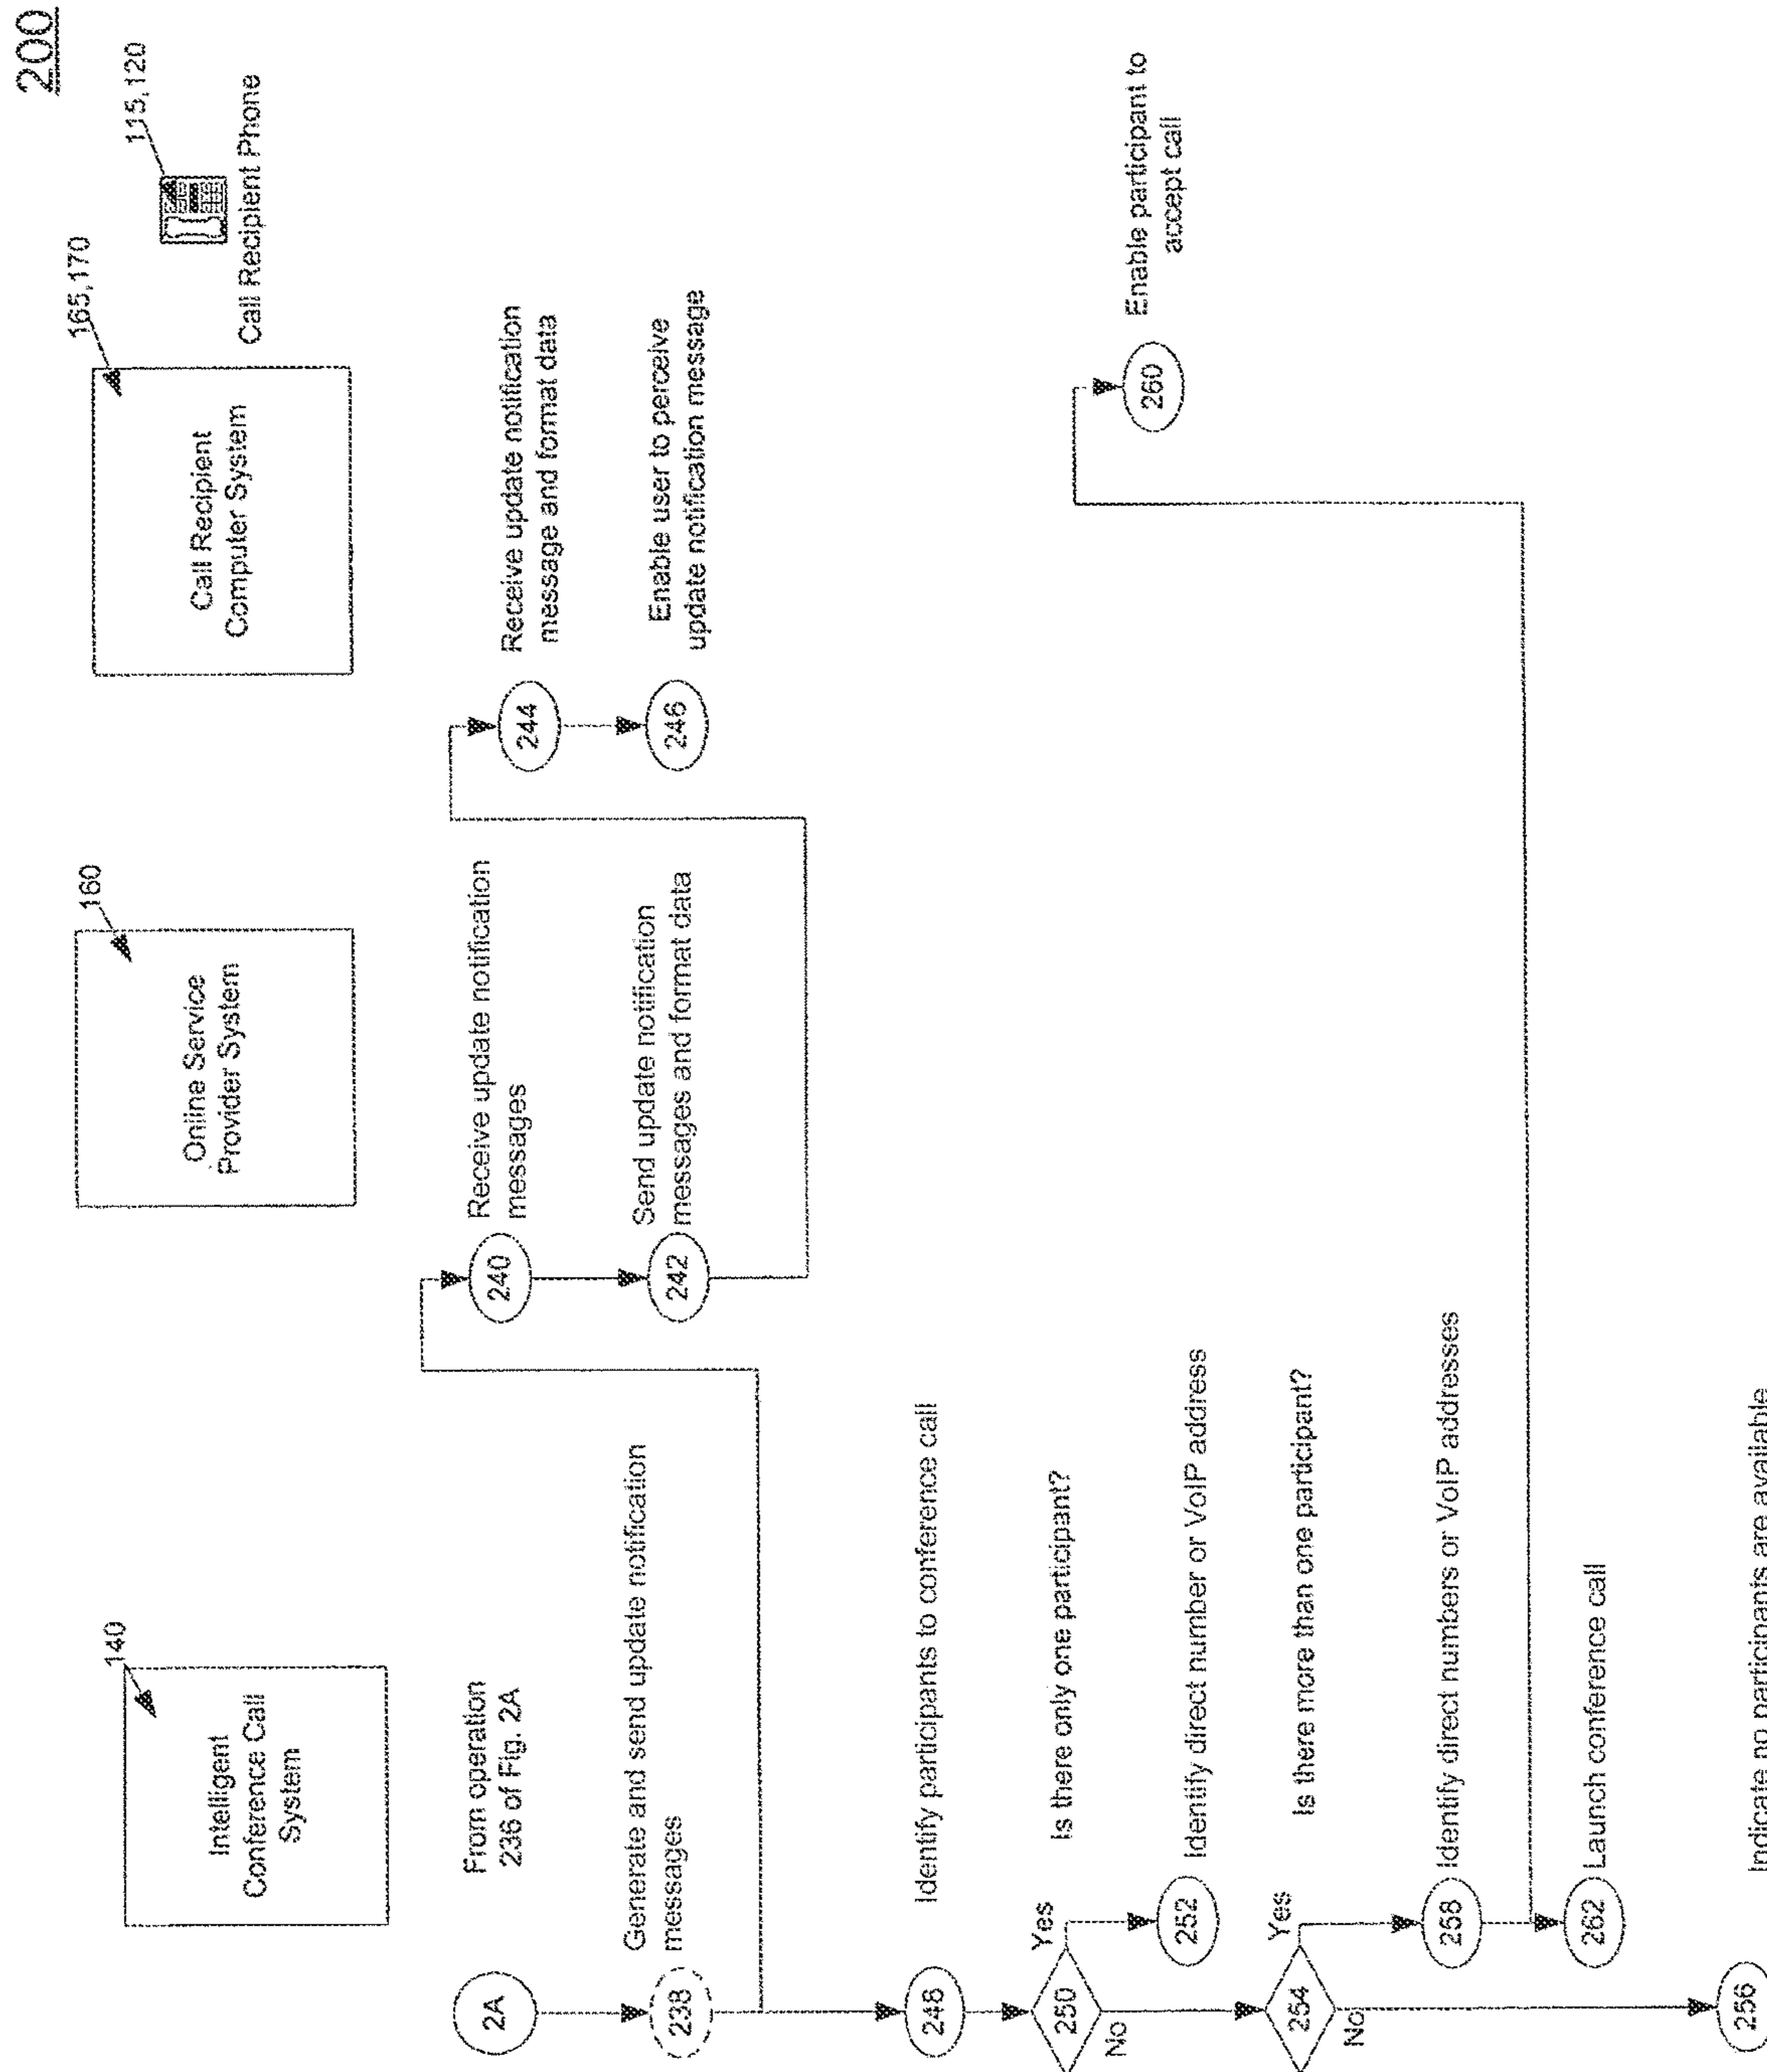 200
140
Intelligent
Conference Call
System
160
Online Service
Provider System
165,170
Call Recipient
Computer System
115,120
Call Recipient Phone
2A
From operation
236 of Fig. 2A
238
Generate and send update notification
messages
240
Receive update notification
messages
242
Send update notification
messages and format data
244
Receive update notification
message and format data
246
Enable user to perceive
update notification message
248
Identify participants to conference call
250
Yes
No
Is there only one participant?
252
Identify direct number or VoIP address
254
Yes
No
Is there more than one participant?
258
Identify direct numbers or VoIP addresses
260
Enable participant to
accept call
262
Launch conference call
256
Indicate no participants are available